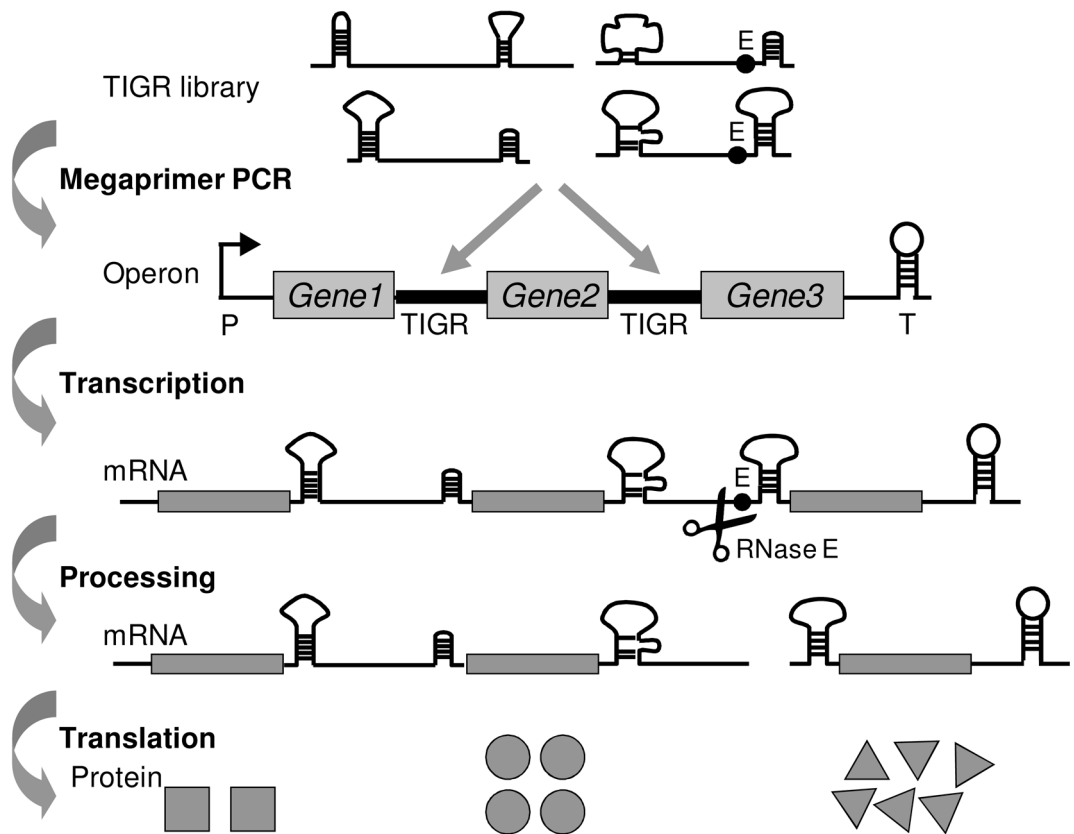 E
TIGR library
E
Megaprimer PCR
Operon
Gene1 Gene2 Gene3
P TIGR TIGR T
Transcription
mRNA
E
RNase E
Processing
mRNA
Translation
Protein